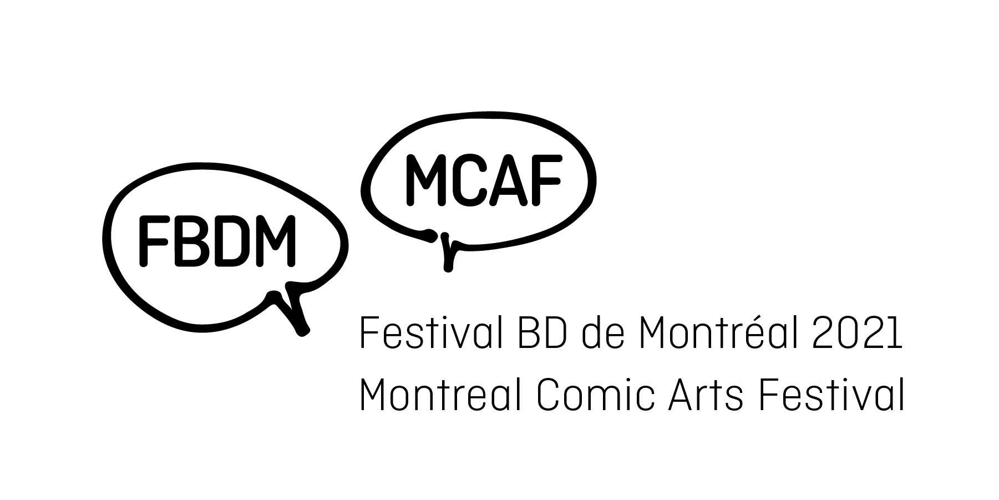 FBDM
MCAF
Festival BD de Montréal 2021
Montreal Comic Arts Festival